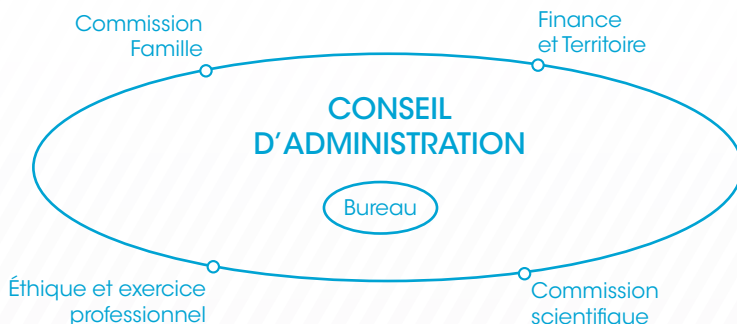 Commission
Famille
Finance
et Territoire
CONSEIL
D'ADMINISTRATION
Bureau
Éthique et exercice
professionnel
Commission
scientifique